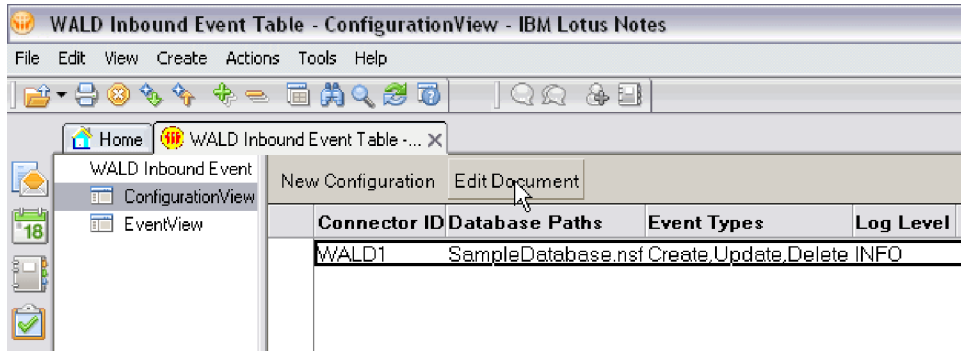 WALD Inbound Event Table - ConfigurationView - IBM Lotus Notes
File Edit View Create Actions Tools Help
Home WALD Inbound Event Table -... X
WALD Inbound Event
ConfigurationView
EventView
18
New Configuration Edit Document
Connector ID Database Paths Event Types Log Level
WALD1 SampleDatabase.nsf Create,Update,Delete INFO